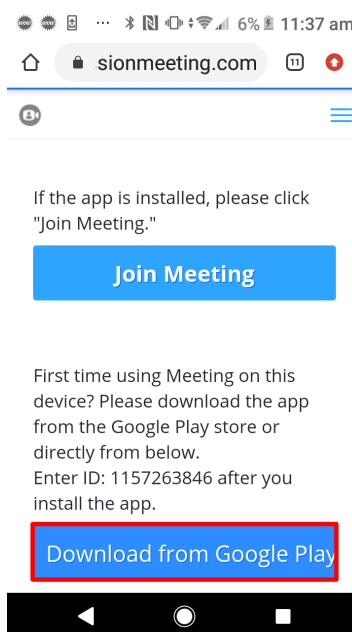 6% 11:37 am
sionmeeting.com 11
If the app is installed, please click
"Join Meeting."
Join Meeting
First time using Meeting on this
device? Please download the app
from the Google Play store or
directly from below.
Enter ID: 1157263846 after you
install the app.
Download from Google Play